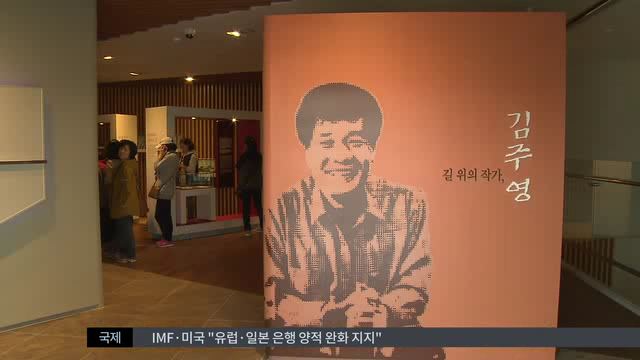 길 위의 작가,
김주영
국제 IMF·미국 "유럽·일본 은행 양적 완화 지지"